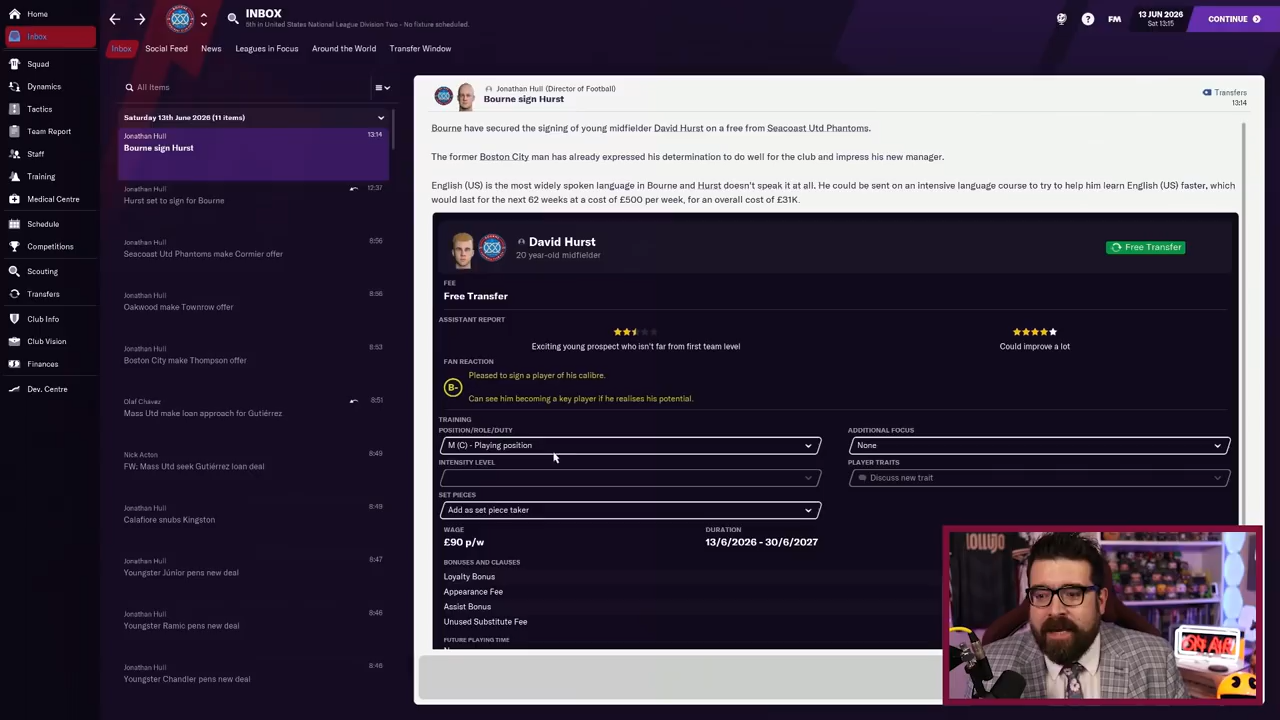 Home
Inbox
Squad
Dynamics
Tactics
Team Report
Staff
Training
Medical Centre
Schedule
Competitions
Scouting
Transfers
Club Info
Club Vision
Finances
Dev. Centre
INBOX
5th in United States National League Division Two - No fixture scheduled.
FM
13 JUN 2026
Sat 13:15
CONTINUE
Inbox
Social Feed
News
Leagues in Focus
Around the World
Transfer Window
All Items
Saturday 13th June 2026 (11 items)
Jonathan Hull
13:14
Bourne sign Hurst
Jonathan Hull
12:37
Hurst set to sign for Bourne
Jonathan Hull
8:56
Seacoast Utd Phantoms make Cormier offer
Jonathan Hull
8:56
Oakwood make Townrow offer
Jonathan Hull
8:53
Boston City make Thompson offer
Olaf Chávez
8:51
Mass Utd make loan approach for Gutiérrez
Nick Acton
8:49
FW: Mass Utd seek Gutiérrez loan deal
Jonathan Hull
8:49
Calafiore snubs Kingston
Jonathan Hull
8:47
Youngster Júnior pens new deal
Jonathan Hull
8:46
Youngster Ramic pens new deal
Jonathan Hull
8:46
Youngster Chandler pens new deal
Jonathan Hull (Director of Football)
Bourne sign Hurst
Transfers
13:14
Bourne have secured the signing of young midfielder David Hurst on a free from Seacoast Utd Phantoms.
The former Boston City man has already expressed his determination to do well for the club and impress his new manager.
English (US) is the most widely spoken language in Bourne and Hurst doesn't speak it at all. He could be sent on an intensive language course to try to help him learn English (US) faster, which
would last for the next 62 weeks at a cost of £500 per week, for an overall cost of £31K.
David Hurst
20 year-old midfielder
Free Transfer
FEE
Free Transfer
ASSISTANT REPORT
Exciting young prospect who isn't far from first team level
Could improve a lot
FAN REACTION
B-
Pleased to sign a player of his calibre.
Can see him becoming a key player if he realises his potential.
TRAINING
POSITION/ROLE/DUTY
M (C) - Playing position
ADDITIONAL FOCUS
None
INTENSITY LEVEL
PLAYER TRAITS
Discuss new trait
SET PIECES
Add as set piece taker
WAGE
£90 p/w
DURATION
13/6/2026 - 30/6/2027
BONUSES AND CLAUSES
Loyalty Bonus
Appearance Fee
Assist Bonus
Unused Substitute Fee
FUTURE PLAYING TIME
ON AIR